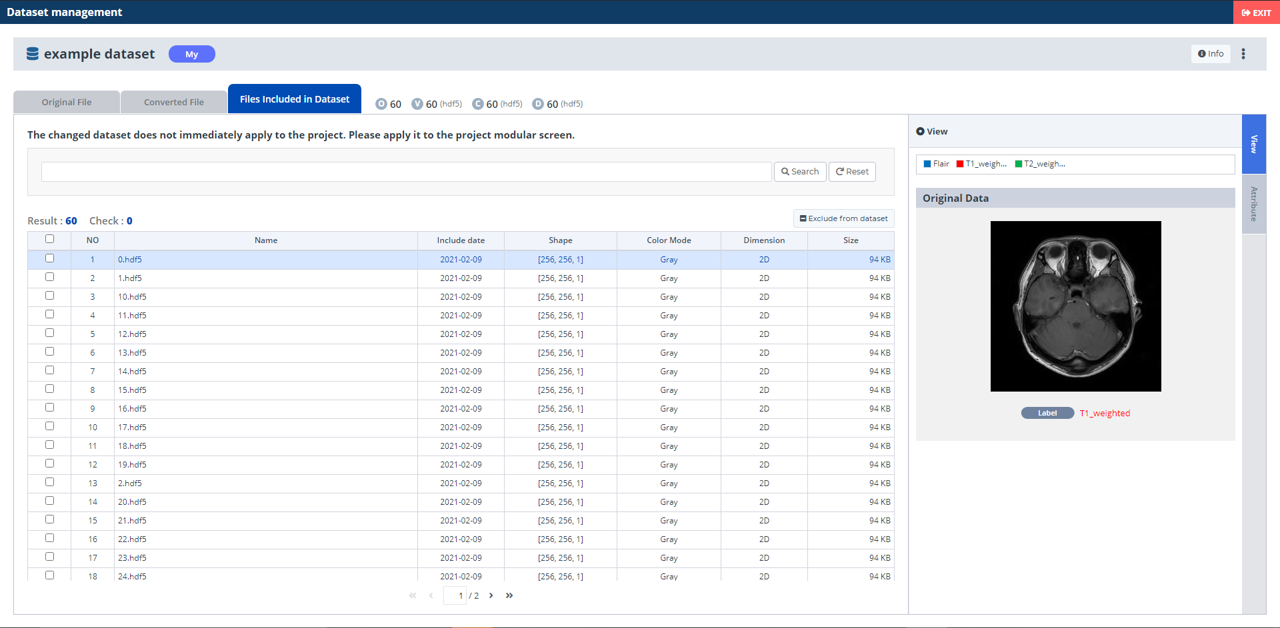 Dataset management
EXIT
example dataset My
Info
Original File Converted File Files Included in Dataset O 60 V 60 (hdf5) C 60 (hdf5) D 60 (hdf5)
The changed dataset does not immediately apply to the project. Please apply it to the project modular screen.
Search Reset
Result : 60 Check : 0
Exclude from dataset
NO Name Include date Shape Color Mode Dimension Size
1 0.hdf5 2021-02-09 [256, 256, 1] Gray 2D 94 KB
2 1.hdf5 2021-02-09 [256, 256, 1] Gray 2D 94 KB
3 10.hdf5 2021-02-09 [256, 256, 1] Gray 2D 94 KB
4 11.hdf5 2021-02-09 [256, 256, 1] Gray 2D 94 KB
5 12.hdf5 2021-02-09 [256, 256, 1] Gray 2D 94 KB
6 13.hdf5 2021-02-09 [256, 256, 1] Gray 2D 94 KB
7 14.hdf5 2021-02-09 [256, 256, 1] Gray 2D 94 KB
8 15.hdf5 2021-02-09 [256, 256, 1] Gray 2D 94 KB
9 16.hdf5 2021-02-09 [256, 256, 1] Gray 2D 94 KB
10 17.hdf5 2021-02-09 [256, 256, 1] Gray 2D 94 KB
11 18.hdf5 2021-02-09 [256, 256, 1] Gray 2D 94 KB
12 19.hdf5 2021-02-09 [256, 256, 1] Gray 2D 94 KB
13 2.hdf5 2021-02-09 [256, 256, 1] Gray 2D 94 KB
14 20.hdf5 2021-02-09 [256, 256, 1] Gray 2D 94 KB
15 21.hdf5 2021-02-09 [256, 256, 1] Gray 2D 94 KB
16 22.hdf5 2021-02-09 [256, 256, 1] Gray 2D 94 KB
17 23.hdf5 2021-02-09 [256, 256, 1] Gray 2D 94 KB
18 24.hdf5 2021-02-09 [256, 256, 1] Gray 2D 94 KB
1 / 2
View
Flair T1_weigh... T2_weigh...
Original Data
Label T1_weighted
View
Attribute